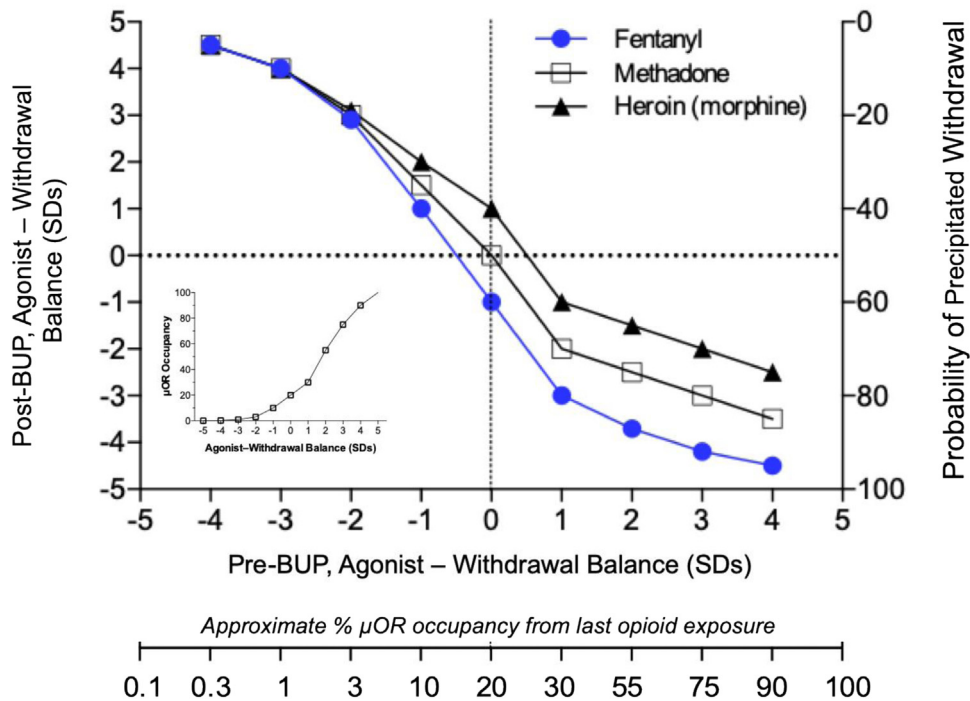 Post-BUP, Agonist – Withdrawal
Balance (SDs)
5
4
3
2
1
0
-1
-2
-3
-4
-5
Fentanyl
Methadone
Heroin (morphine)
0
20
40
60
80
100
Probability of Precipitated Withdrawal
µOR Occupancy
100
80
60
40
20
0
-5 -4 -3 -2 -1 0 1 2 3 4 5
Agonist–Withdrawal Balance (SDs)
-5 -4 -3 -2 -1 0 1 2 3 4 5
Pre-BUP, Agonist – Withdrawal Balance (SDs)
Approximate % µOR occupancy from last opioid exposure
0.1 0.3 1 3 10 20 30 55 75 90 100